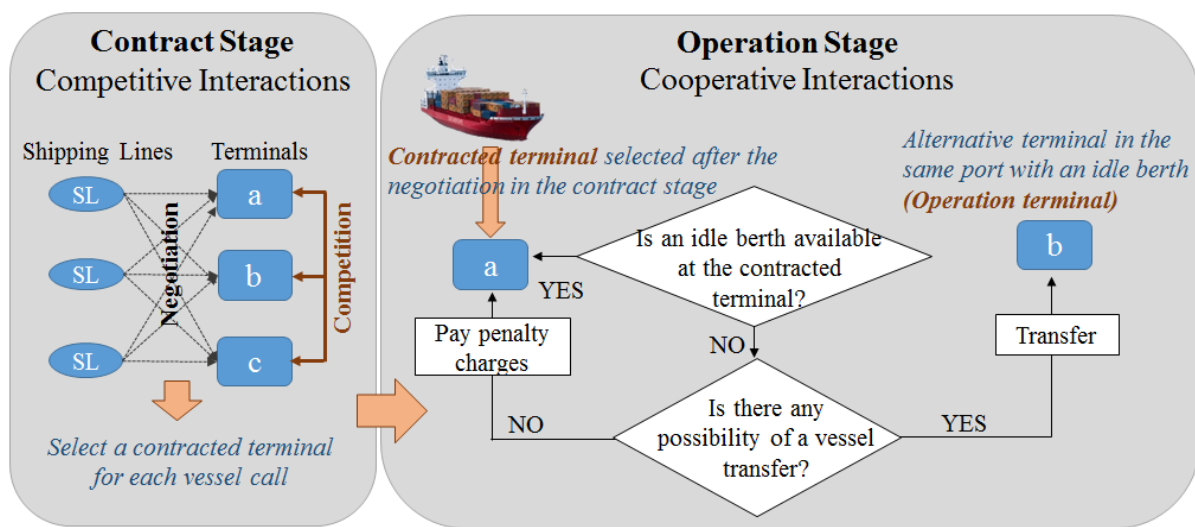 Contract Stage
Competitive Interactions
Shipping Lines
Terminals
SL
SL
SL
Negotiation
a
b
c
Competition
Select a contracted terminal
for each vessel call
Operation Stage
Cooperative Interactions
Contracted terminal selected after the
negotiation in the contract stage
Alternative terminal in the
same port with an idle berth
(Operation terminal)
a
Is an idle berth available
at the contracted
terminal?
b
YES
Pay penalty
charges
NO
Transfer
Is there any
possibility of a vessel
transfer?
NO
YES